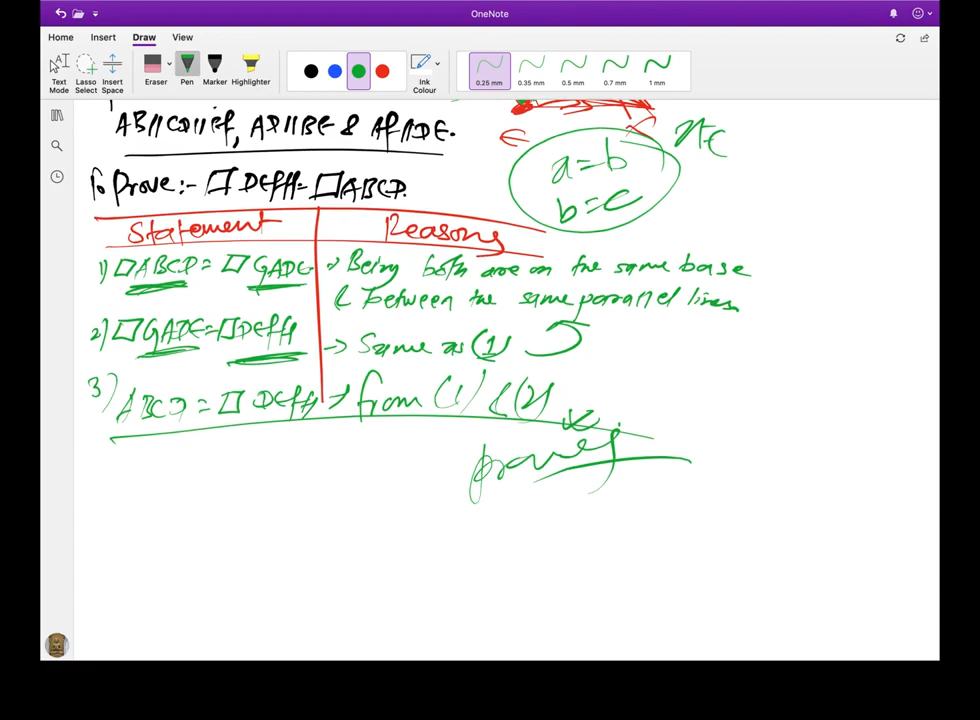 OneNote
Home Insert Draw View
Text Mode
Lasso Select
Insert Space
Eraser
Pen
Marker
Highlighter
Ink Colour
0.25 mm
0.35 mm
0.5 mm
0.7 mm
1 mm
AB//CD//EF, AD//BE & AF//DE.
E
a=b
b=c
To prove:- ▱DEFH=▱ABCD.
Statement Reasons
1) ▱ABCD = ▱GADE → Being both are on the same base
& between the same parallel lines
2) ▱GADE=▱DEFH → Same as (1)
3) ABCD = ▱DEFH → from (1) & (2)
proved